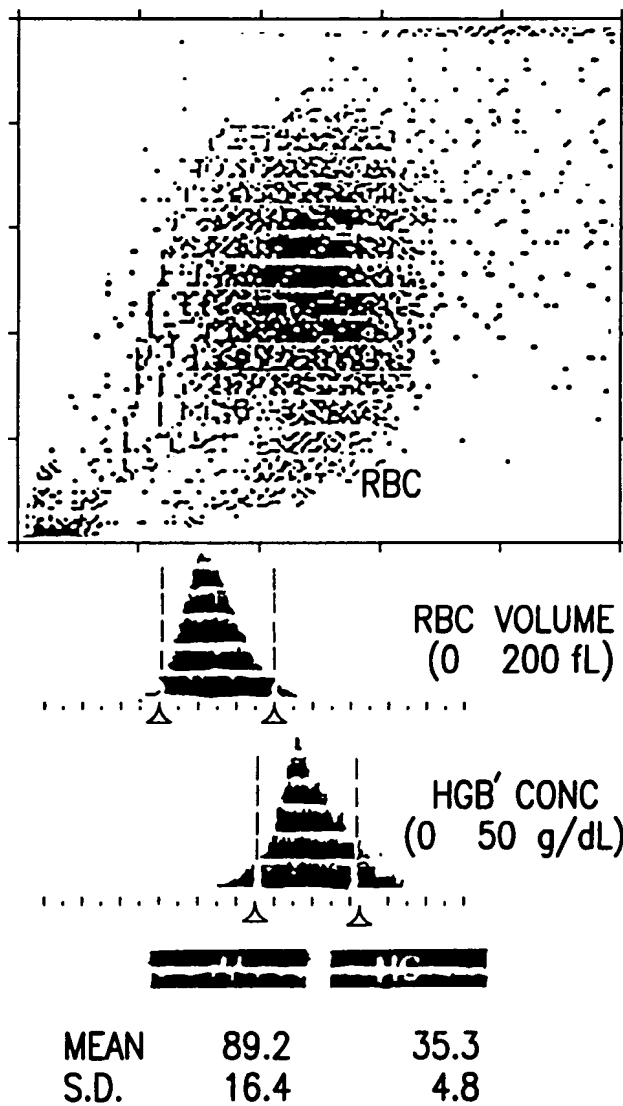 RBC
RBC VOLUME
(0 200 fL)
HGB' CONC
(0 50 g/dL)
MEAN 89.2 35.3
S.D. 16.4 4.8